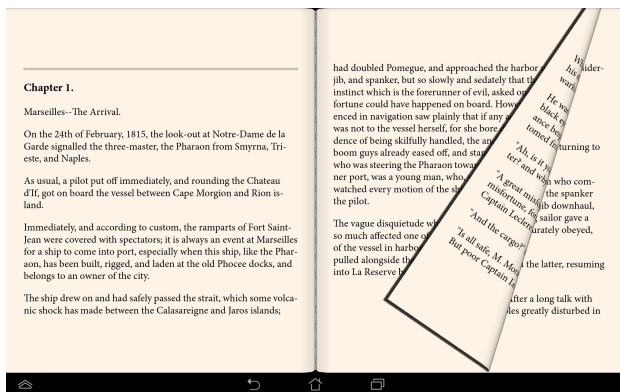 Chapter 1.
Marseilles--The Arrival.
On the 24th of February, 1815, the look-out at Notre-Dame de la
Garde signalled the three-master, the Pharaon from Smyrna, Tri-
este, and Naples.
As usual, a pilot put off immediately, and rounding the Chateau
d'If, got on board the vessel between Cape Morgion and Rion is-
land.
Immediately, and according to custom, the ramparts of Fort Saint-
Jean were covered with spectators; it is always an event at Marseilles
for a ship to come into port, especially when this ship, like the Phar-
aon, has been built, rigged, and laden at the old Phocee docks, and
belongs to an owner of the city.
The ship drew on and had safely passed the strait, which some volca-
nic shock has made between the Calasareigne and Jaros islands;
had doubled Pomegue, and approached the harbor sider-
jib, and spanker, but so slowly and sedately that
instinct which is the forerunner of evil, asked
fortune could have happened on board.
enced in navigation saw plainly that if any
was not to the vessel herself, for she bore
dence of being skilfully handled, the turning to
boom guys already eased off, and
who was steering the Pharaon who com-
ner port, was a young man, who, the spanker
watched every motion of the ib downhaul,
the pilot. sailor gave a
urately obeyed,
The vague disquietude
so much affected one
of the vessel in the latter, resuming
pulled alongside
into La Reserve
After a long talk with
les greatly disturbed in
his
He
black
ance
tomed
"Ah, is it
ter? and
"A great
misfortune,
Captain
"And the cargo?"
"Is all safe, M.
But poor Captain